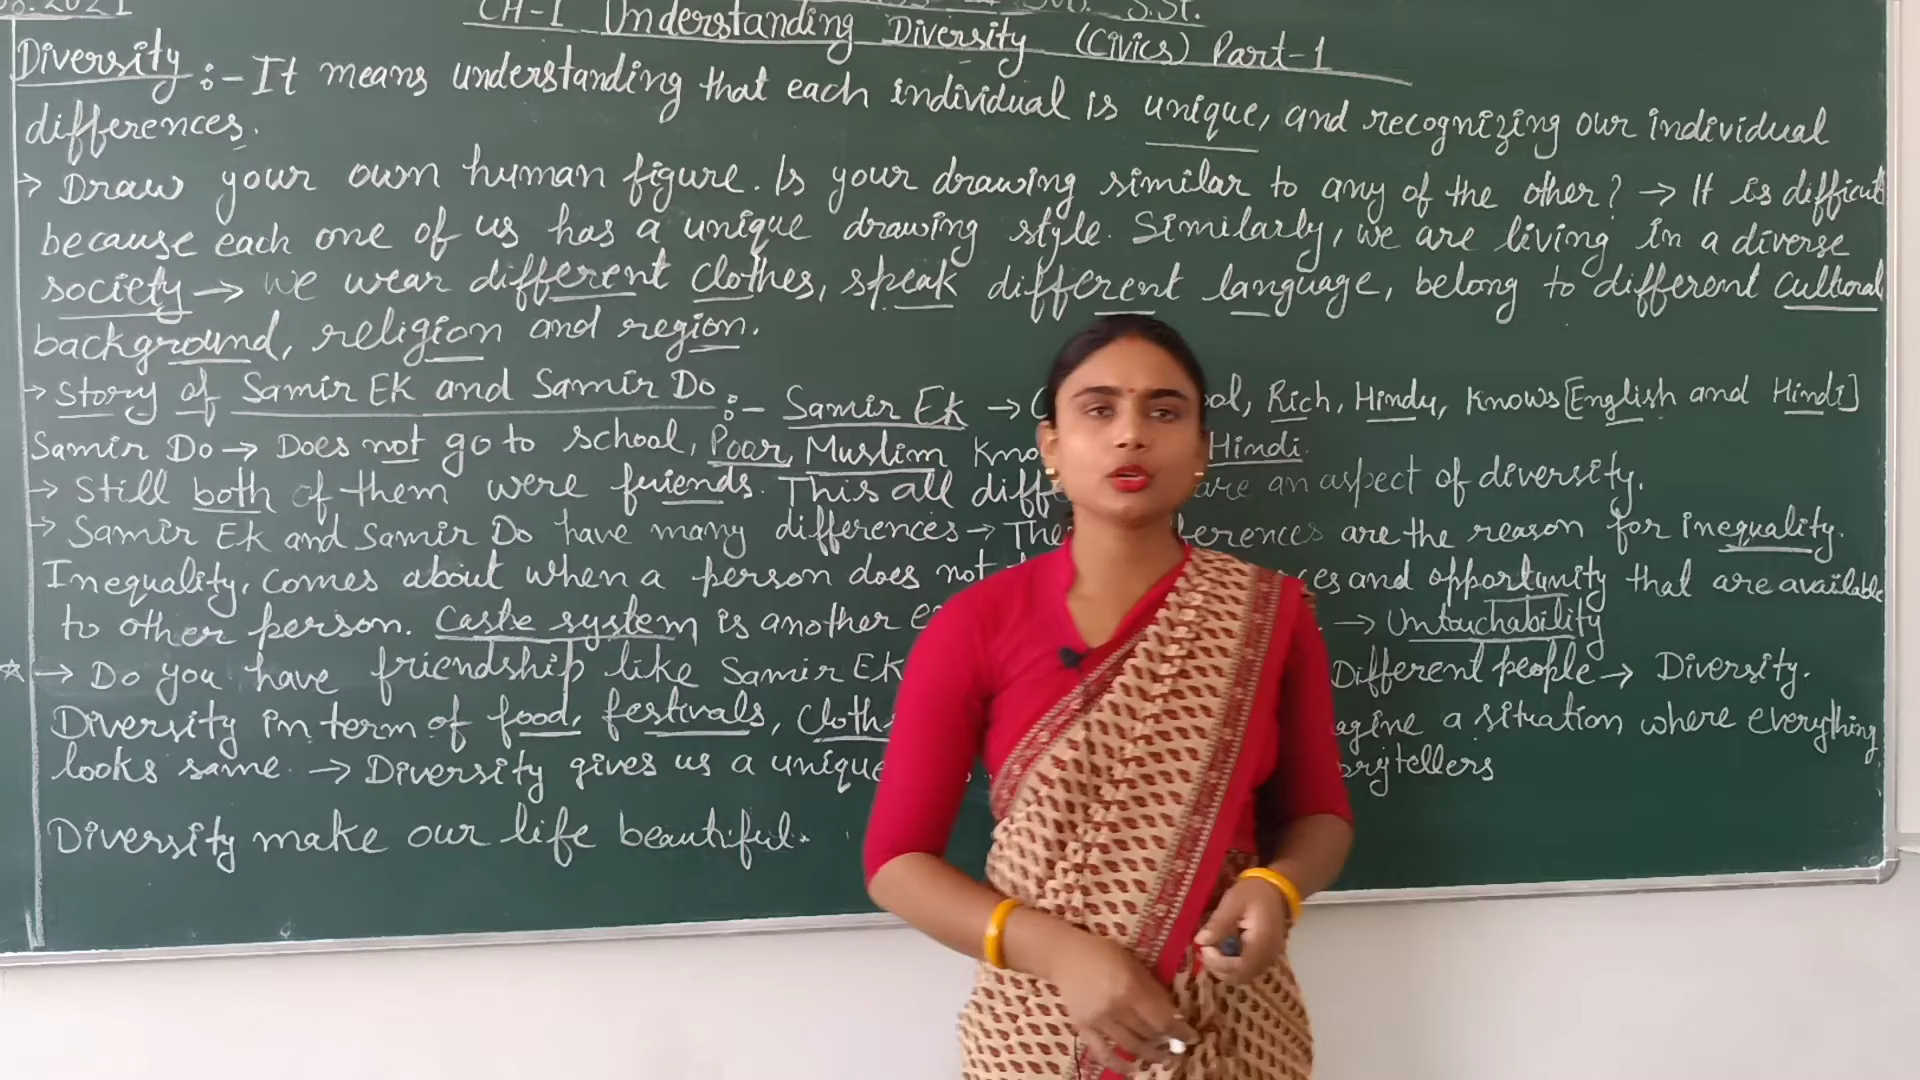 2021
CH-1 Understanding Diversity (Civics) Part-1
S.St.
Diversity :- It means understanding that each individual is unique, and recognizing our individual
differences.
→ Draw your own human figure. Is your drawing similar to any of the other? → It is difficult
because each one of us has a unique drawing style. Similarly, we are living in a diverse
society → We wear different clothes, speak different language, belong to different cultural
background, religion and region.
→ Story of Samir Ek and Samir Do :- Samir Ek → Rich, Hindu, knows [English and Hindi]
Samir Do → Does not go to school, Poor, Muslim Hindi.
→ Still both of them were friends. This all are an aspect of diversity.
→ Samir Ek and Samir Do have many differences → are the reason for inequality.
Inequality, comes about when a person does not and opportunity that are available
to other person. Caste system is another → Untouchability
☆ → Do you have friendship like Samir Ek Different people → Diversity.
Diversity in term of food, festivals, a situation where everything
looks same. → Diversity gives us a unique
Diversity make our life beautiful.